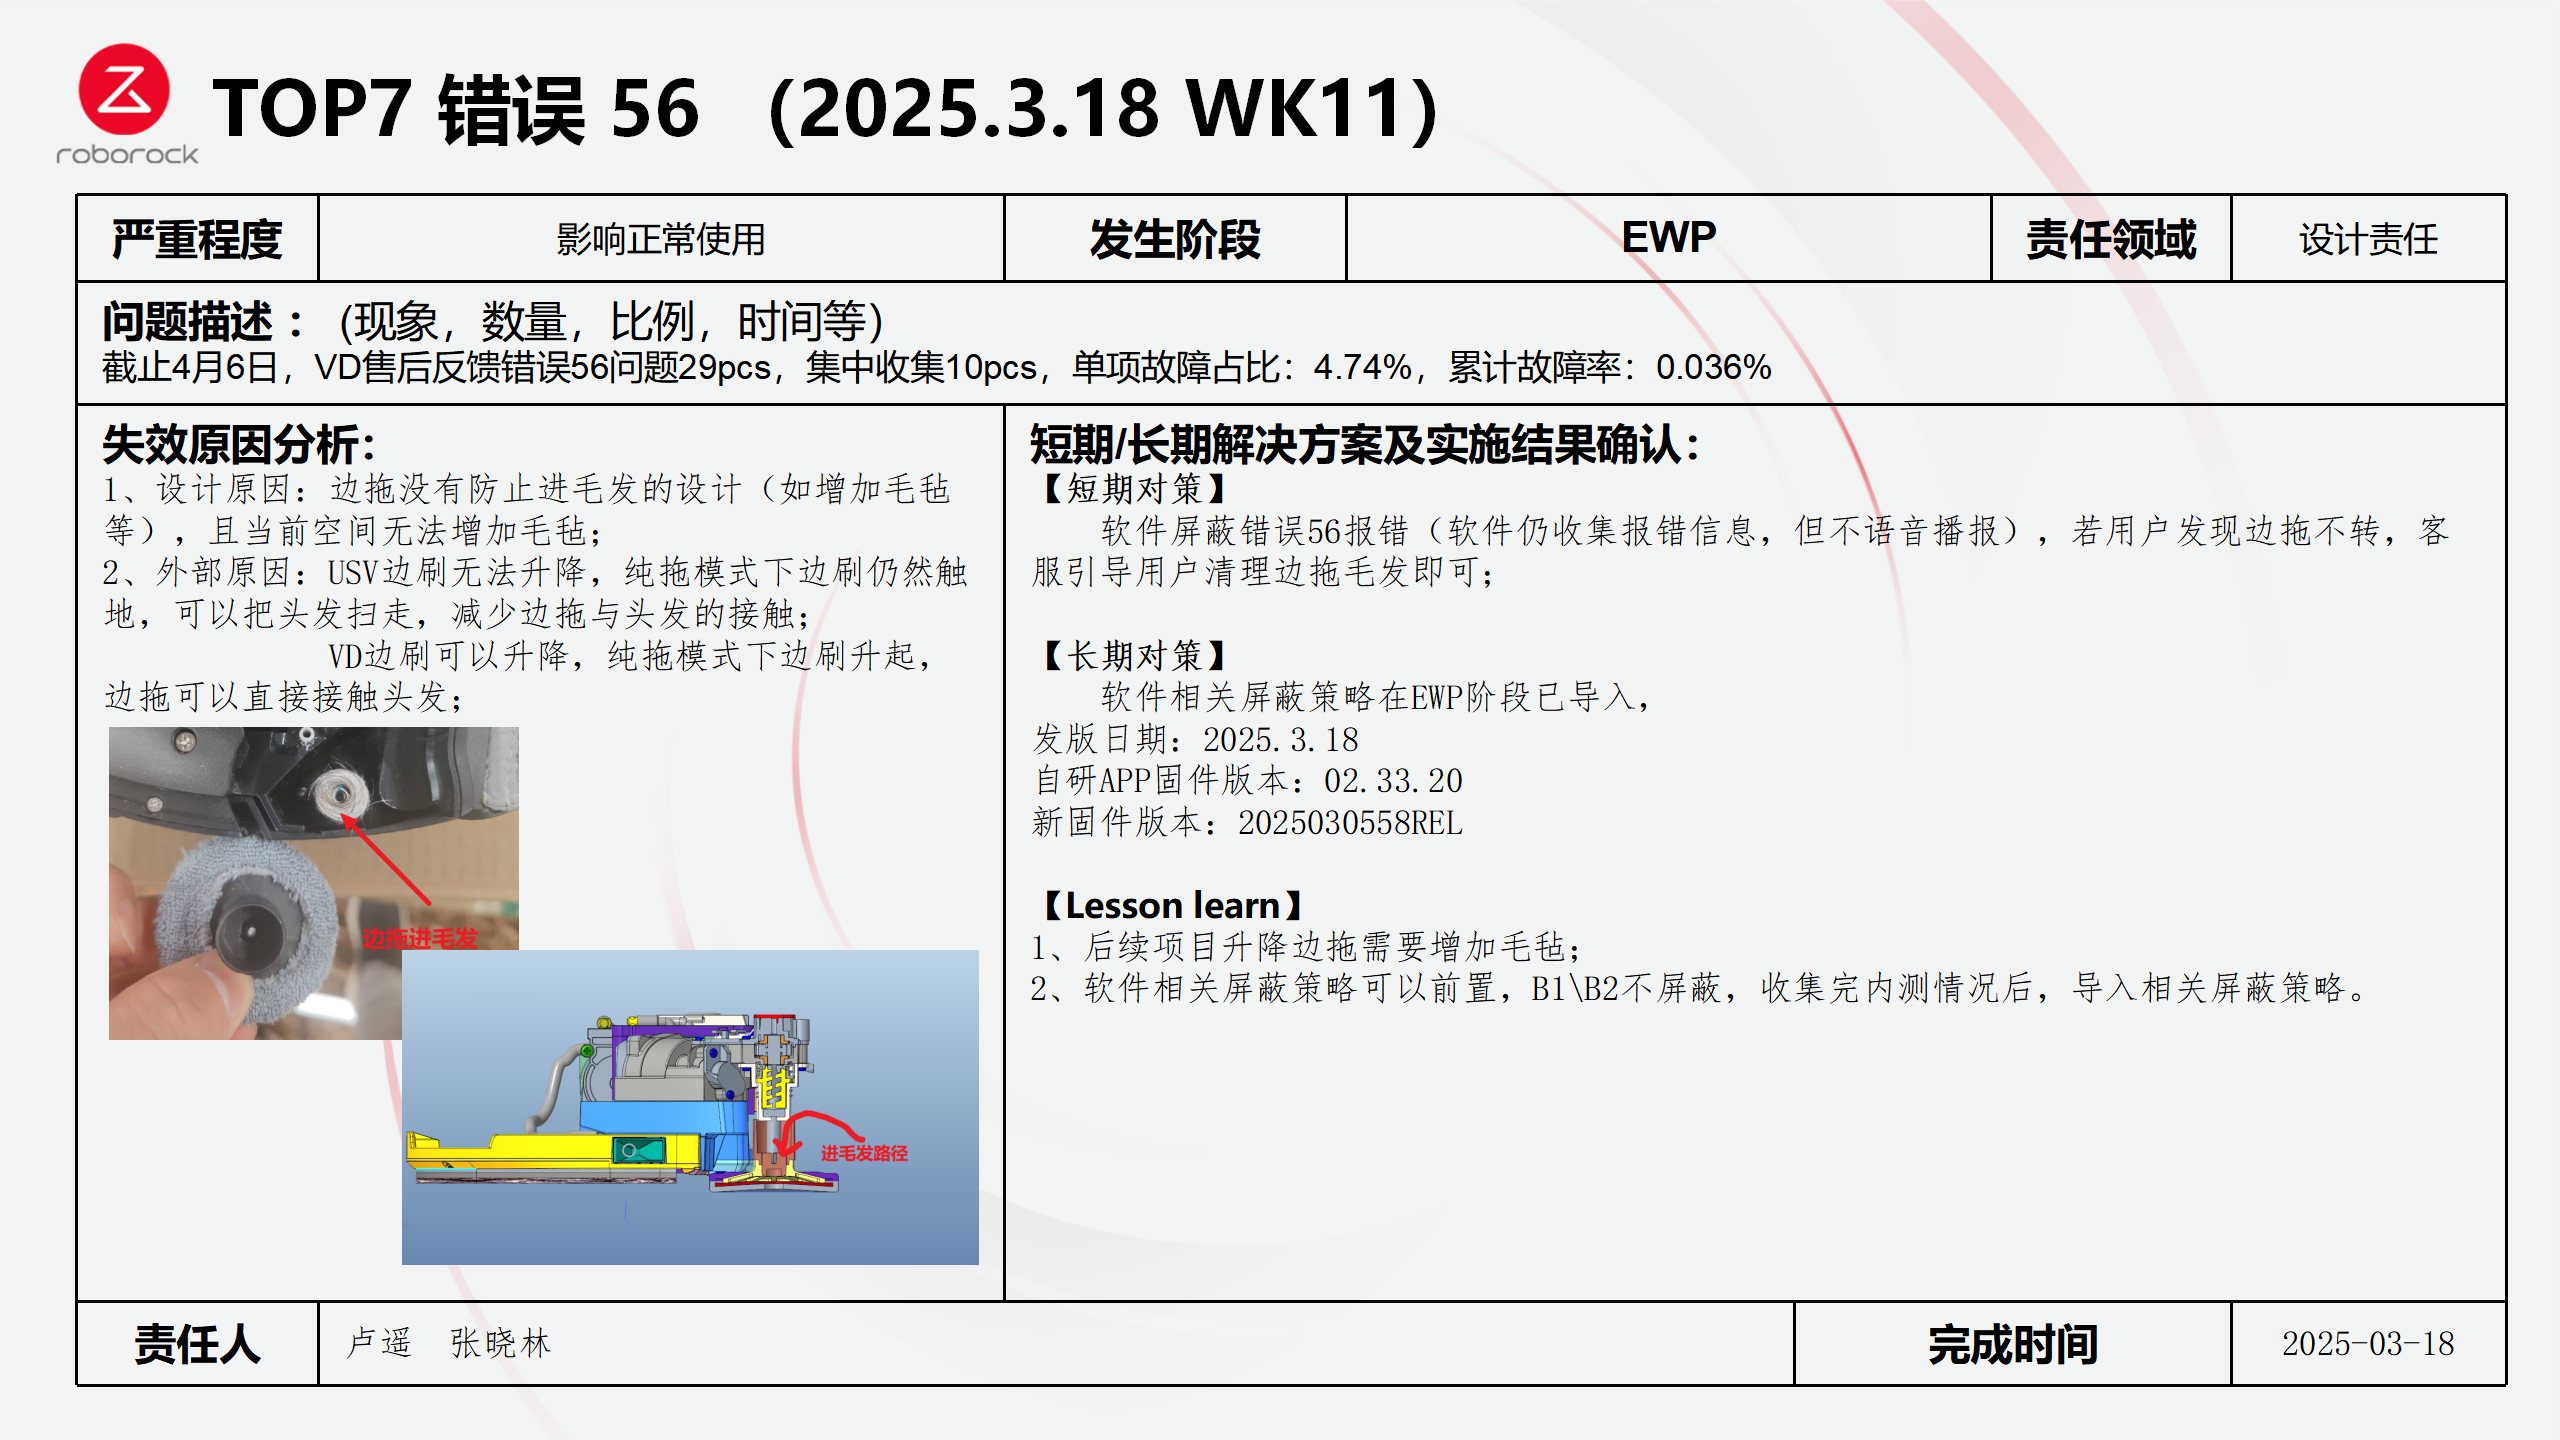 roborock
TOP7 错误 56 （2025.3.18 WK11）
严重程度
影响正常使用
发生阶段
EWP
责任领域
设计责任
问题描述 ： (现象，数量，比例，时间等)
截止4月6日，VD售后反馈错误56问题29pcs，集中收集10pcs，单项故障占比：4.74%，累计故障率：0.036%
失效原因分析：
1、设计原因：边拖没有防止进毛发的设计（如增加毛毡
等），且当前空间无法增加毛毡；
2、外部原因：USV边刷无法升降，纯拖模式下边刷仍然触
地，可以把头发扫走，减少边拖与头发的接触；
VD边刷可以升降，纯拖模式下边刷升起，
边拖可以直接接触头发；
边拖进毛发
进毛发路径
短期/长期解决方案及实施结果确认：
【短期对策】
软件屏蔽错误56报错（软件仍收集报错信息，但不语音播报），若用户发现边拖不转，客
服引导用户清理边拖毛发即可；
【长期对策】
软件相关屏蔽策略在EWP阶段已导入，
发版日期：2025.3.18
自研APP固件版本：02.33.20
新固件版本：2025030558REL
【Lesson learn】
1、后续项目升降边拖需要增加毛毡；
2、软件相关屏蔽策略可以前置，B1\B2不屏蔽，收集完内测情况后，导入相关屏蔽策略。
责任人
卢遥 张晓林
完成时间
2025-03-18